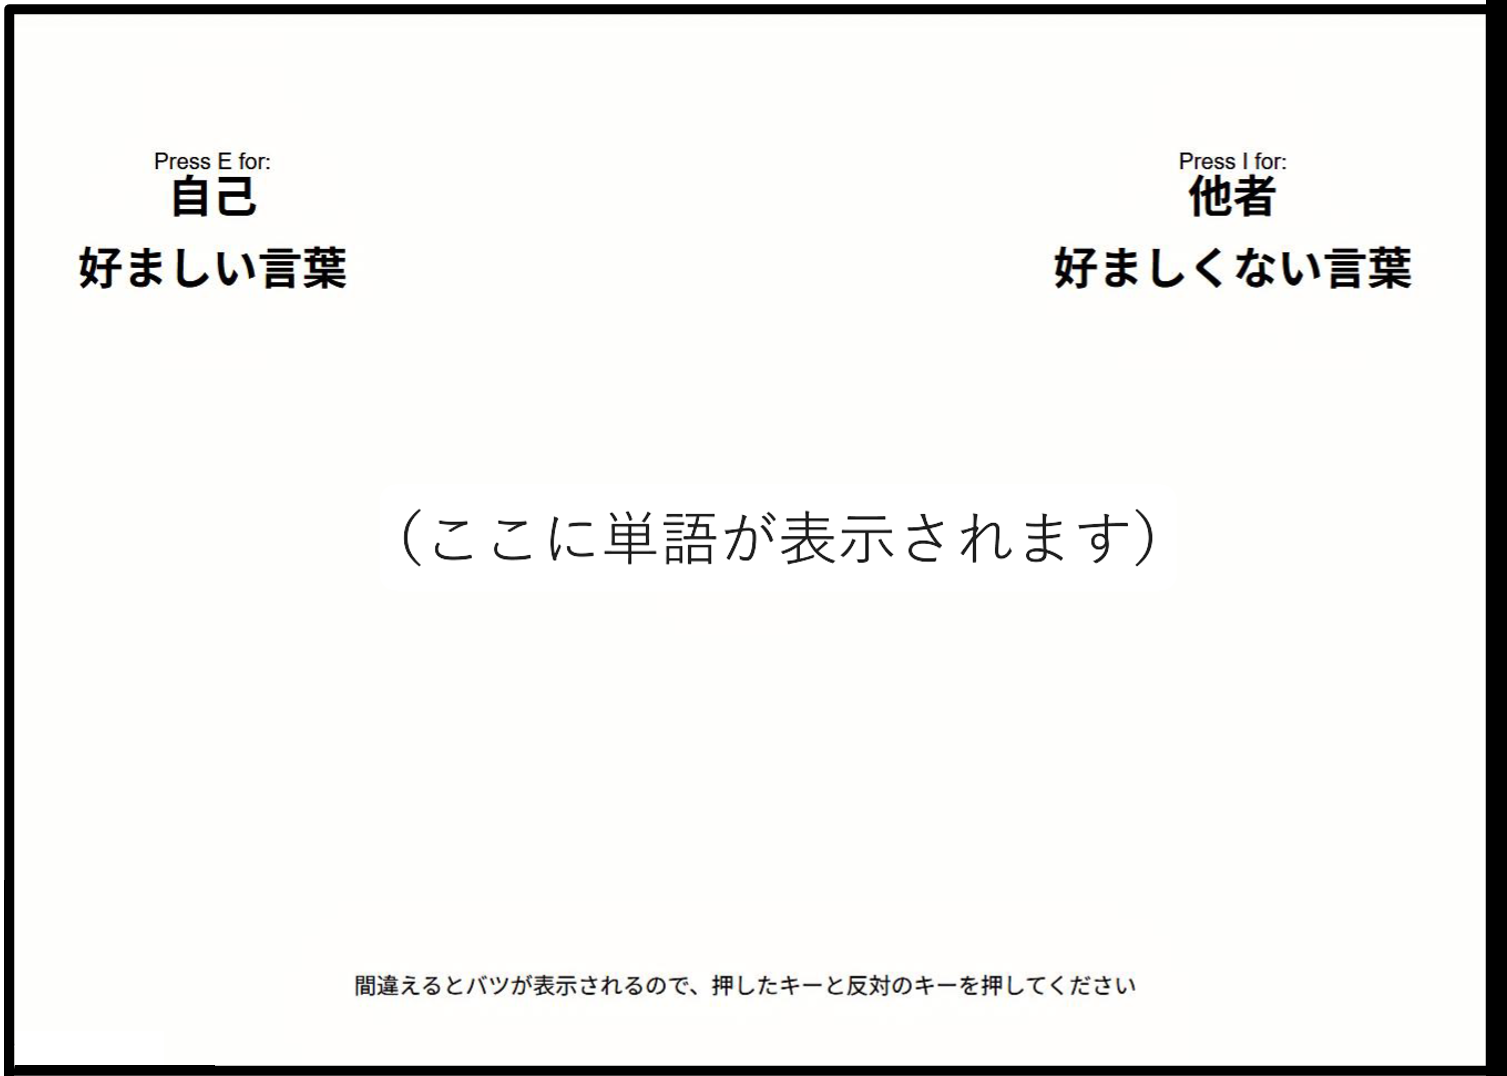 Press E for:
自己
好ましい言葉
Press I for:
他者
好ましくない言葉
（ここに単語が表示されます）
間違えるとバツが表示されるので、押したキーと反対のキーを押してください